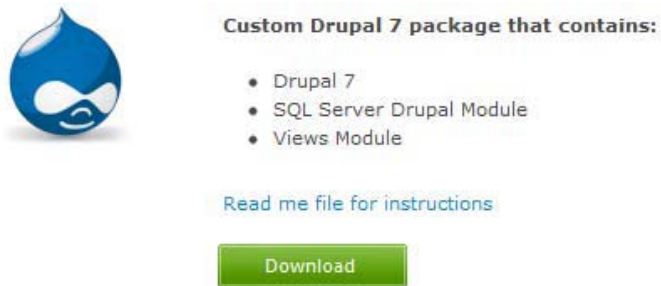 Custom Drupal 7 package that contains:
Drupal 7
SQL Server Drupal Module
Views Module
Read me file for instructions
Download